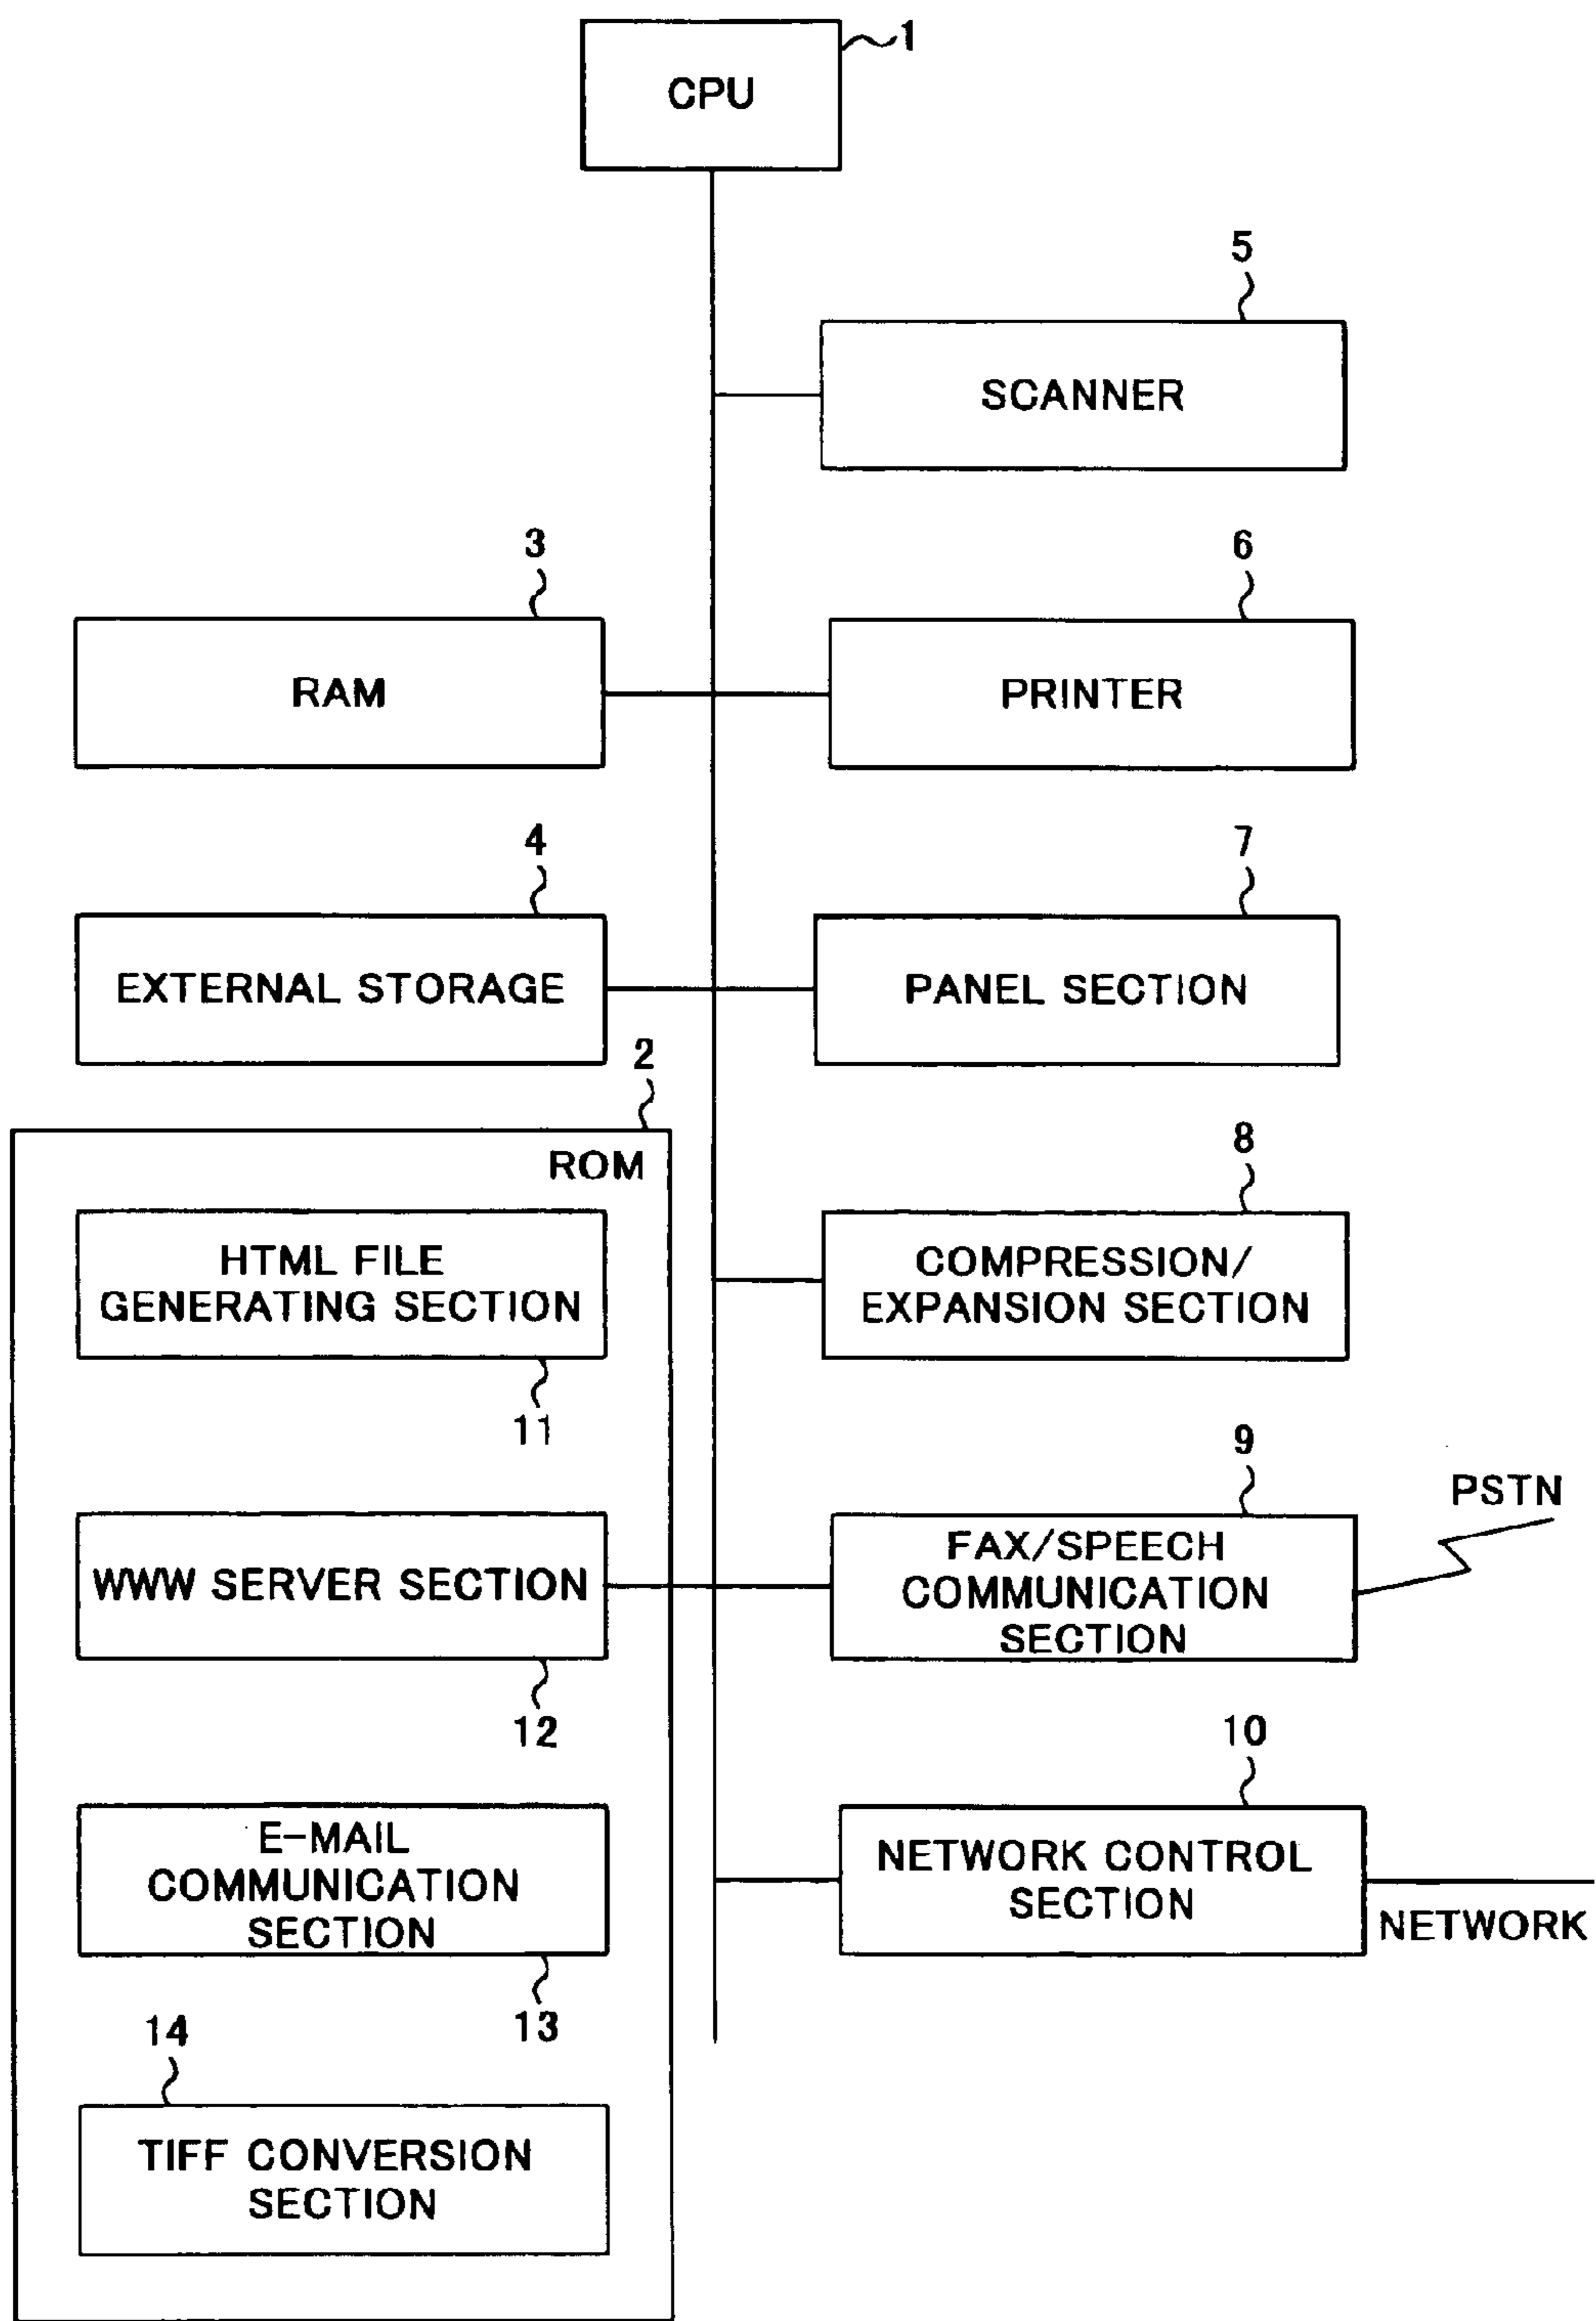 1
CPU
5
SCANNER
3
RAM
6
PRINTER
4
EXTERNAL STORAGE
7
PANEL SECTION
2
ROM
HTML FILE
GENERATING SECTION
11
8
COMPRESSION/
EXPANSION SECTION
WWW SERVER SECTION
12
9
FAX/SPEECH
COMMUNICATION
SECTION
PSTN
E-MAIL
COMMUNICATION
SECTION
13
10
NETWORK CONTROL
SECTION
NETWORK
14
TIFF CONVERSION
SECTION